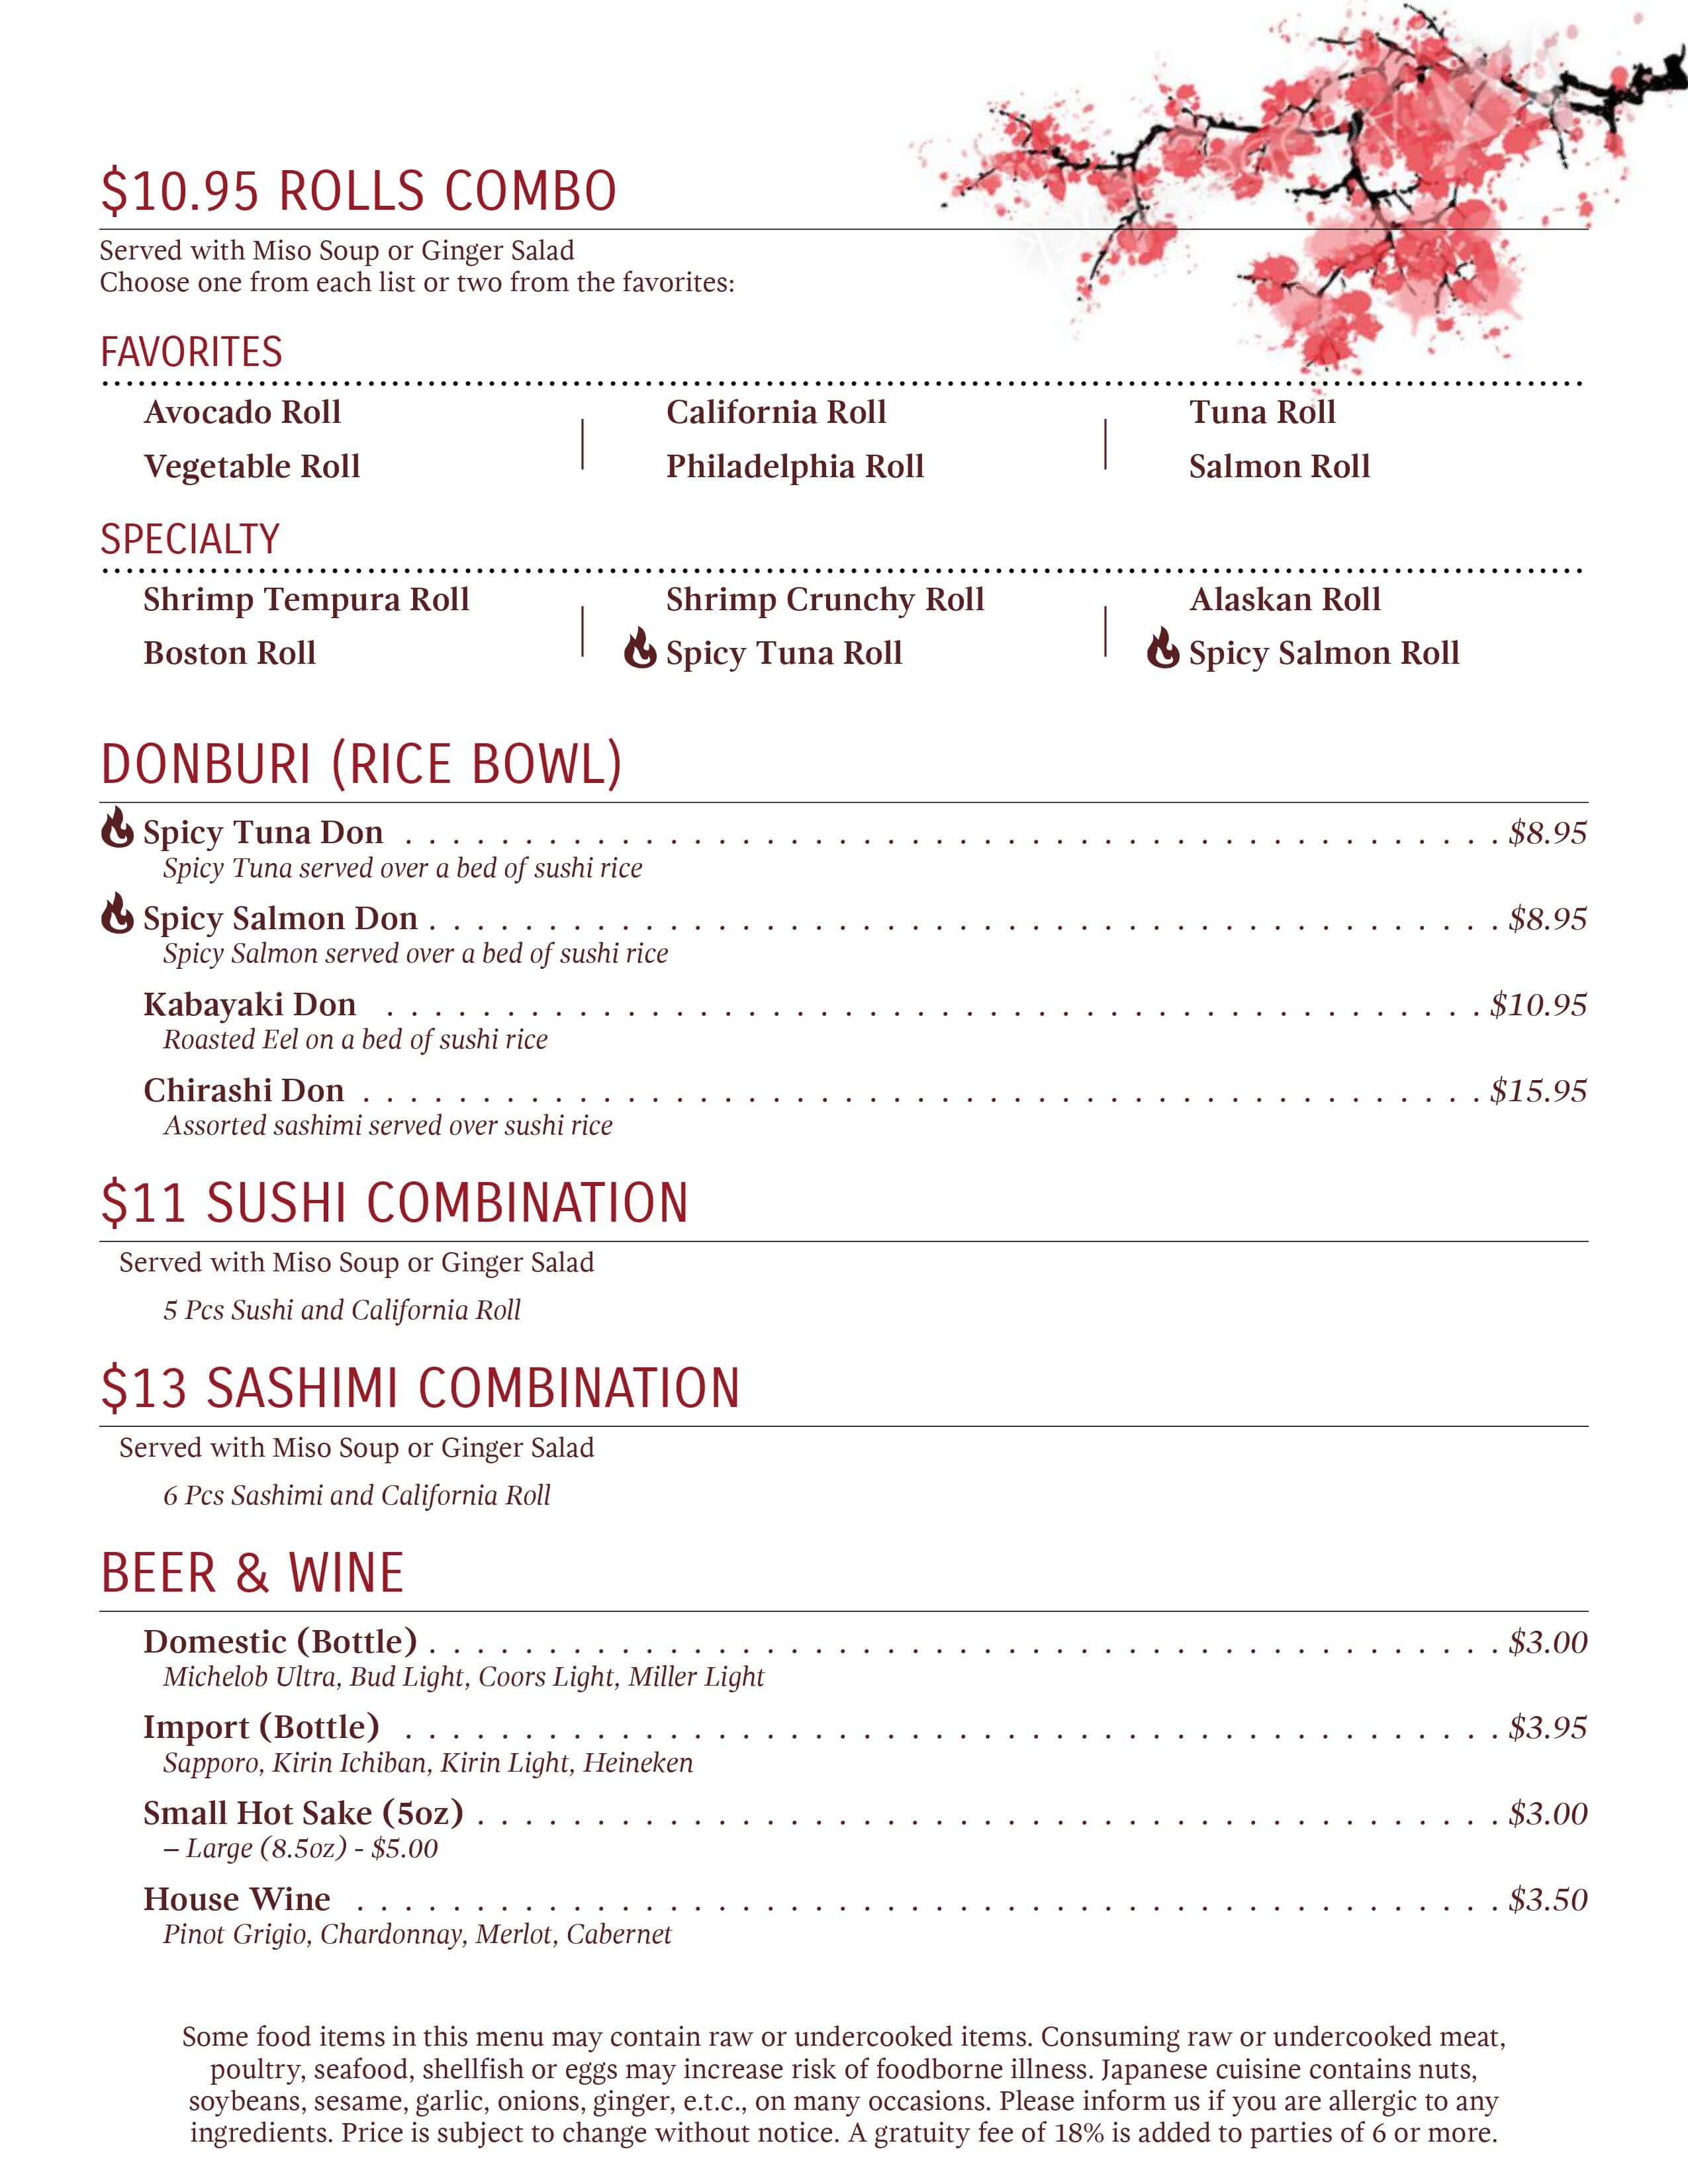 $10.95 ROLLS COMBO
Served with Miso Soup or Ginger Salad
Choose one from each list or two from the favorites:
FAVORITES
Avocado Roll California Roll Tuna Roll
Vegetable Roll Philadelphia Roll Salmon Roll
SPECIALTY
Shrimp Tempura Roll Shrimp Crunchy Roll Alaskan Roll
Boston Roll Spicy Tuna Roll Spicy Salmon Roll
DONBURI (RICE BOWL)
Spicy Tuna Don $8.95
Spicy Tuna served over a bed of sushi rice
Spicy Salmon Don $8.95
Spicy Salmon served over a bed of sushi rice
Kabayaki Don $10.95
Roasted Eel on a bed of sushi rice
Chirashi Don $15.95
Assorted sashimi served over sushi rice
$11 SUSHI COMBINATION
Served with Miso Soup or Ginger Salad
5 Pcs Sushi and California Roll
$13 SASHIMI COMBINATION
Served with Miso Soup or Ginger Salad
6 Pcs Sashimi and California Roll
BEER & WINE
Domestic (Bottle) $3.00
Michelob Ultra, Bud Light, Coors Light, Miller Light
Import (Bottle) $3.95
Sapporo, Kirin Ichiban, Kirin Light, Heineken
Small Hot Sake (5oz) $3.00
– Large (8.5oz) - $5.00
House Wine $3.50
Pinot Grigio, Chardonnay, Merlot, Cabernet
Some food items in this menu may contain raw or undercooked items. Consuming raw or undercooked meat,
poultry, seafood, shellfish or eggs may increase risk of foodborne illness. Japanese cuisine contains nuts,
soybeans, sesame, garlic, onions, ginger, e.t.c., on many occasions. Please inform us if you are allergic to any
ingredients. Price is subject to change without notice. A gratuity fee of 18% is added to parties of 6 or more.